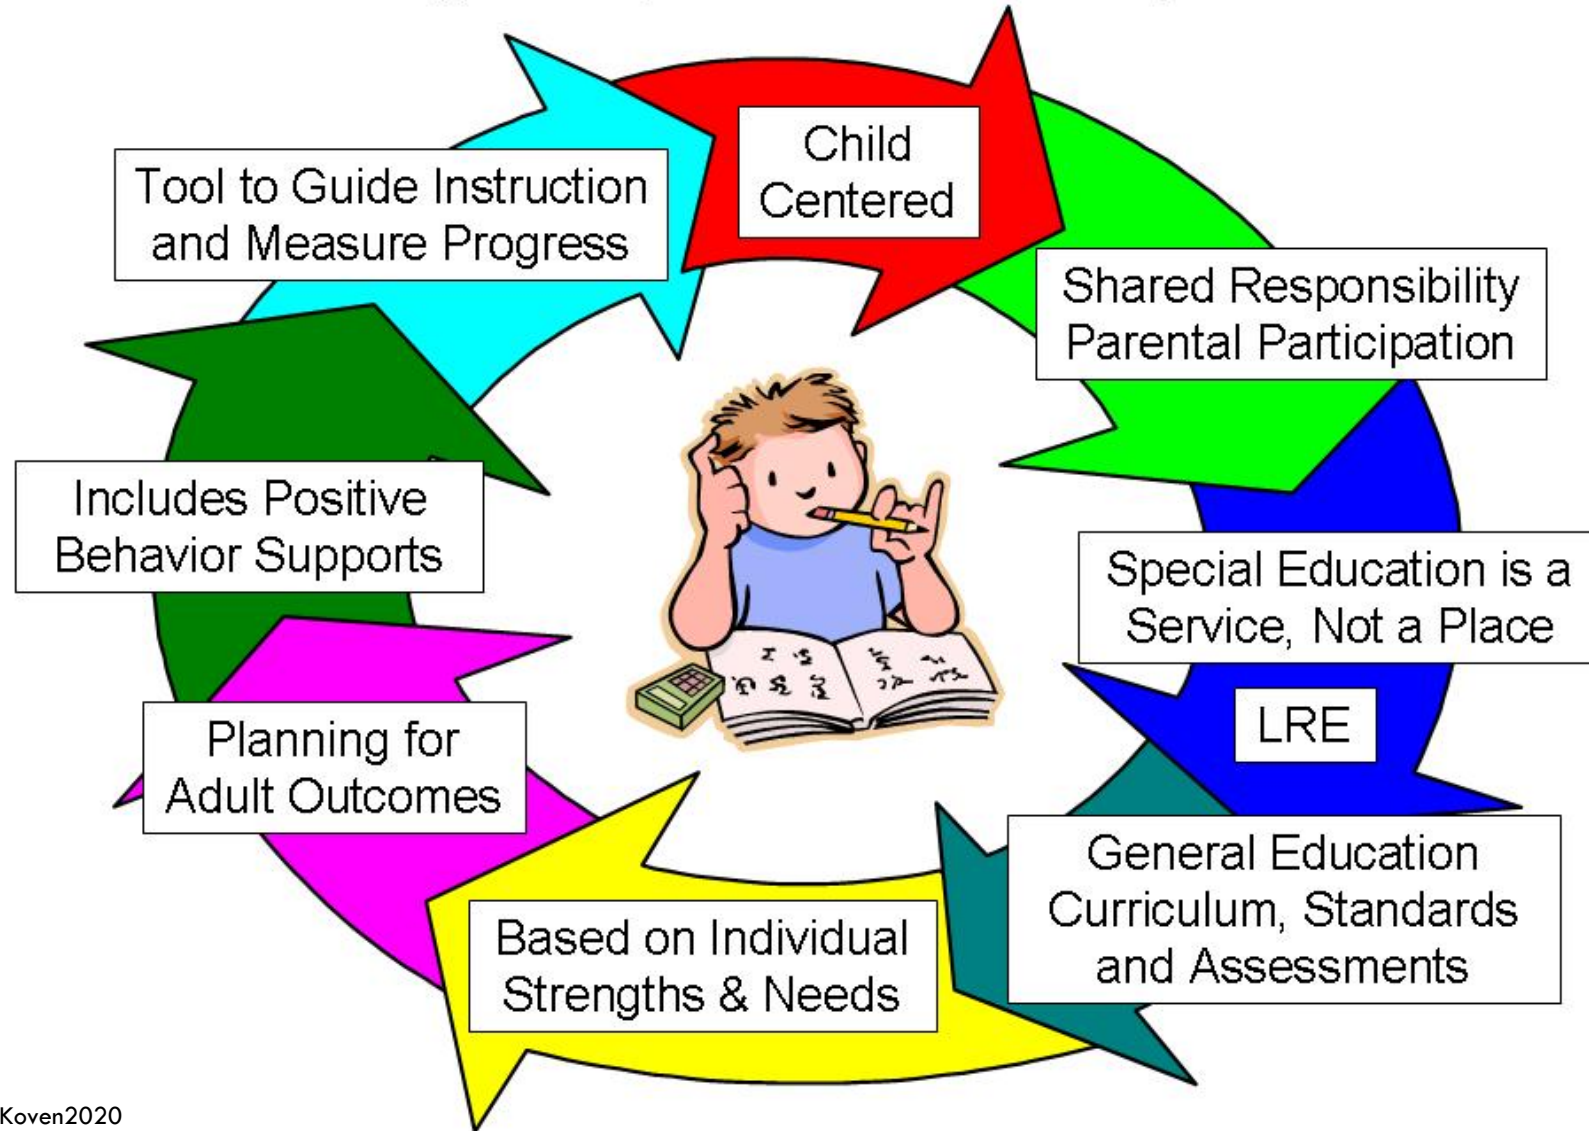 Child
Centered
Shared Responsibility
Parental Participation
Special Education is a
Service, Not a Place
LRE
General Education
Curriculum, Standards
and Assessments
Based on Individual
Strengths & Needs
Planning for
Adult Outcomes
Includes Positive
Behavior Supports
Tool to Guide Instruction
and Measure Progress
Koven2020